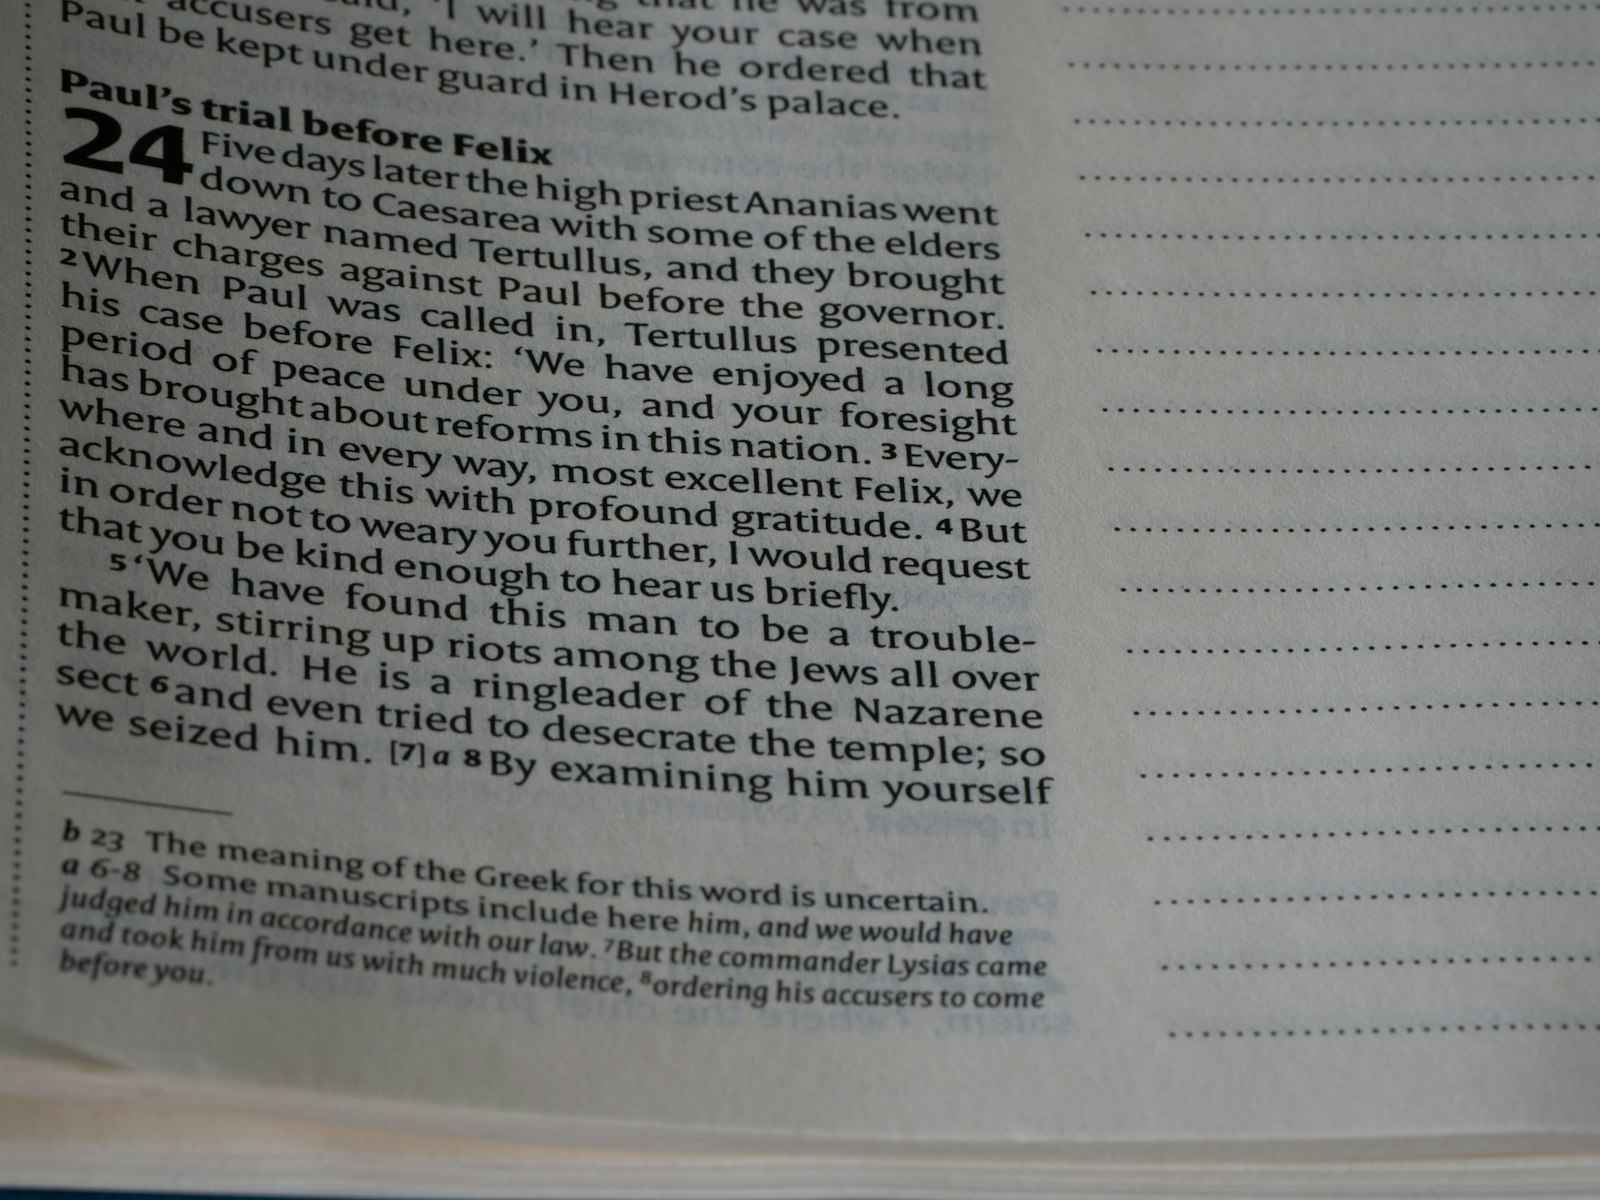 that he was from
said, 'I will hear your case when
accusers get here.' Then he ordered that
Paul be kept under guard in Herod's palace.
Paul's trial before Felix
24 Five days later the high priest Ananias went
down to Caesarea with some of the elders
and a lawyer named Tertullus, and they brought
their charges against Paul before the governor.
2 When Paul was called in, Tertullus presented
his case before Felix: 'We have enjoyed a long
period of peace under you, and your foresight
has brought about reforms in this nation. 3 Every-
where and in every way, most excellent Felix, we
acknowledge this with profound gratitude. 4 But
in order not to weary you further, I would request
that you be kind enough to hear us briefly.
5 'We have found this man to be a trouble-
maker, stirring up riots among the Jews all over
the world. He is a ringleader of the Nazarene
sect 6 and even tried to desecrate the temple; so
we seized him. [7] a 8 By examining him yourself
b 23 The meaning of the Greek for this word is uncertain.
a 6-8 Some manuscripts include here him, and we would have
judged him in accordance with our law. 7 But the commander Lysias came
and took him from us with much violence, 8 ordering his accusers to come
before you.